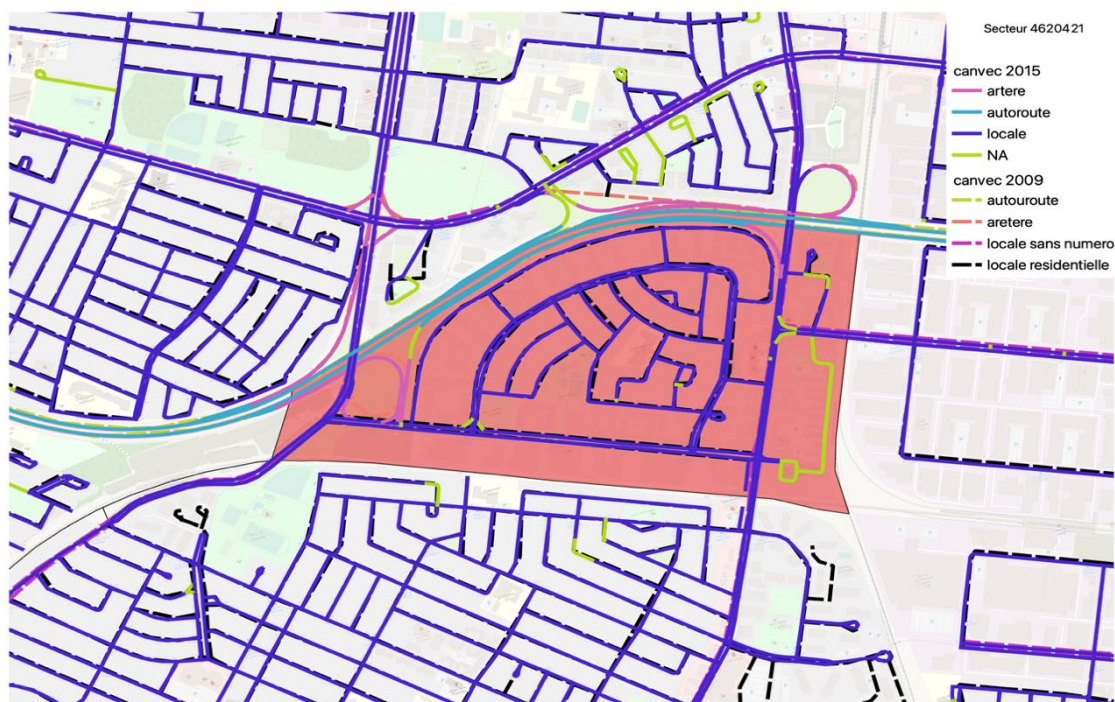 Secteur 4620421
canvec 2015
artere
autoroute
locale
NA
canvec 2009
autouroute
aretere
locale sans numero
locale residentielle